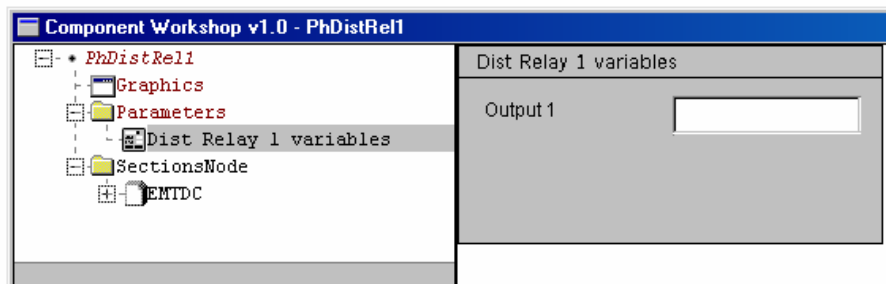 Component Workshop v1.0 - PhDistRel1
PhDistRel1
Graphics
Parameters
Dist Relay 1 variables
SectionsNode
EMTDC
Dist Relay 1 variables
Output 1